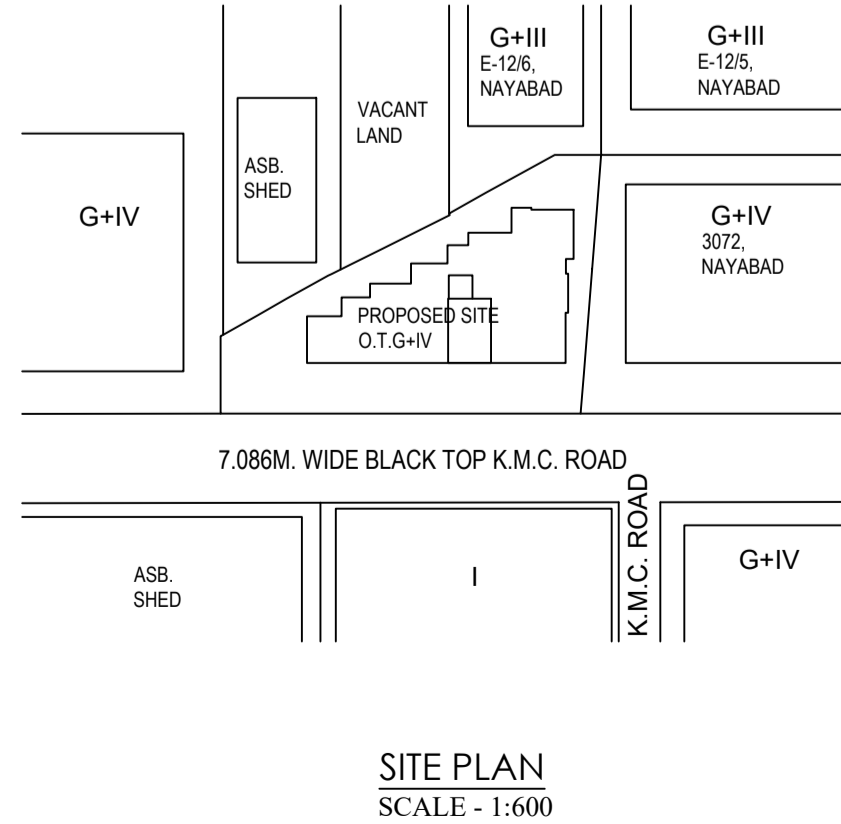 G+III
E-12/6,
NAYABAD
G+III
E-12/5,
NAYABAD
VACANT
LAND
ASB.
SHED
G+IV
G+IV
3072,
NAYABAD
PROPOSED SITE
O.T.G+IV
7.086M. WIDE BLACK TOP K.M.C. ROAD
K.M.C. ROAD
ASB.
SHED
I
G+IV
SITE PLAN
SCALE - 1:600